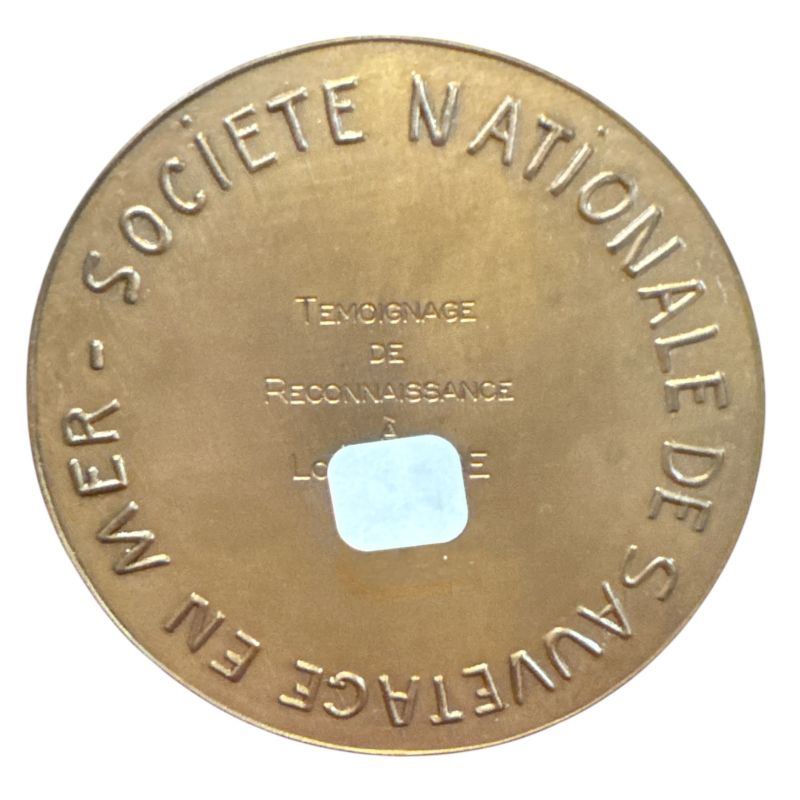 SOCIETE NATIONALE DE SAUVETAGE EN MER -
TEMOIGNAGE
DE
RECONNAISSANCE